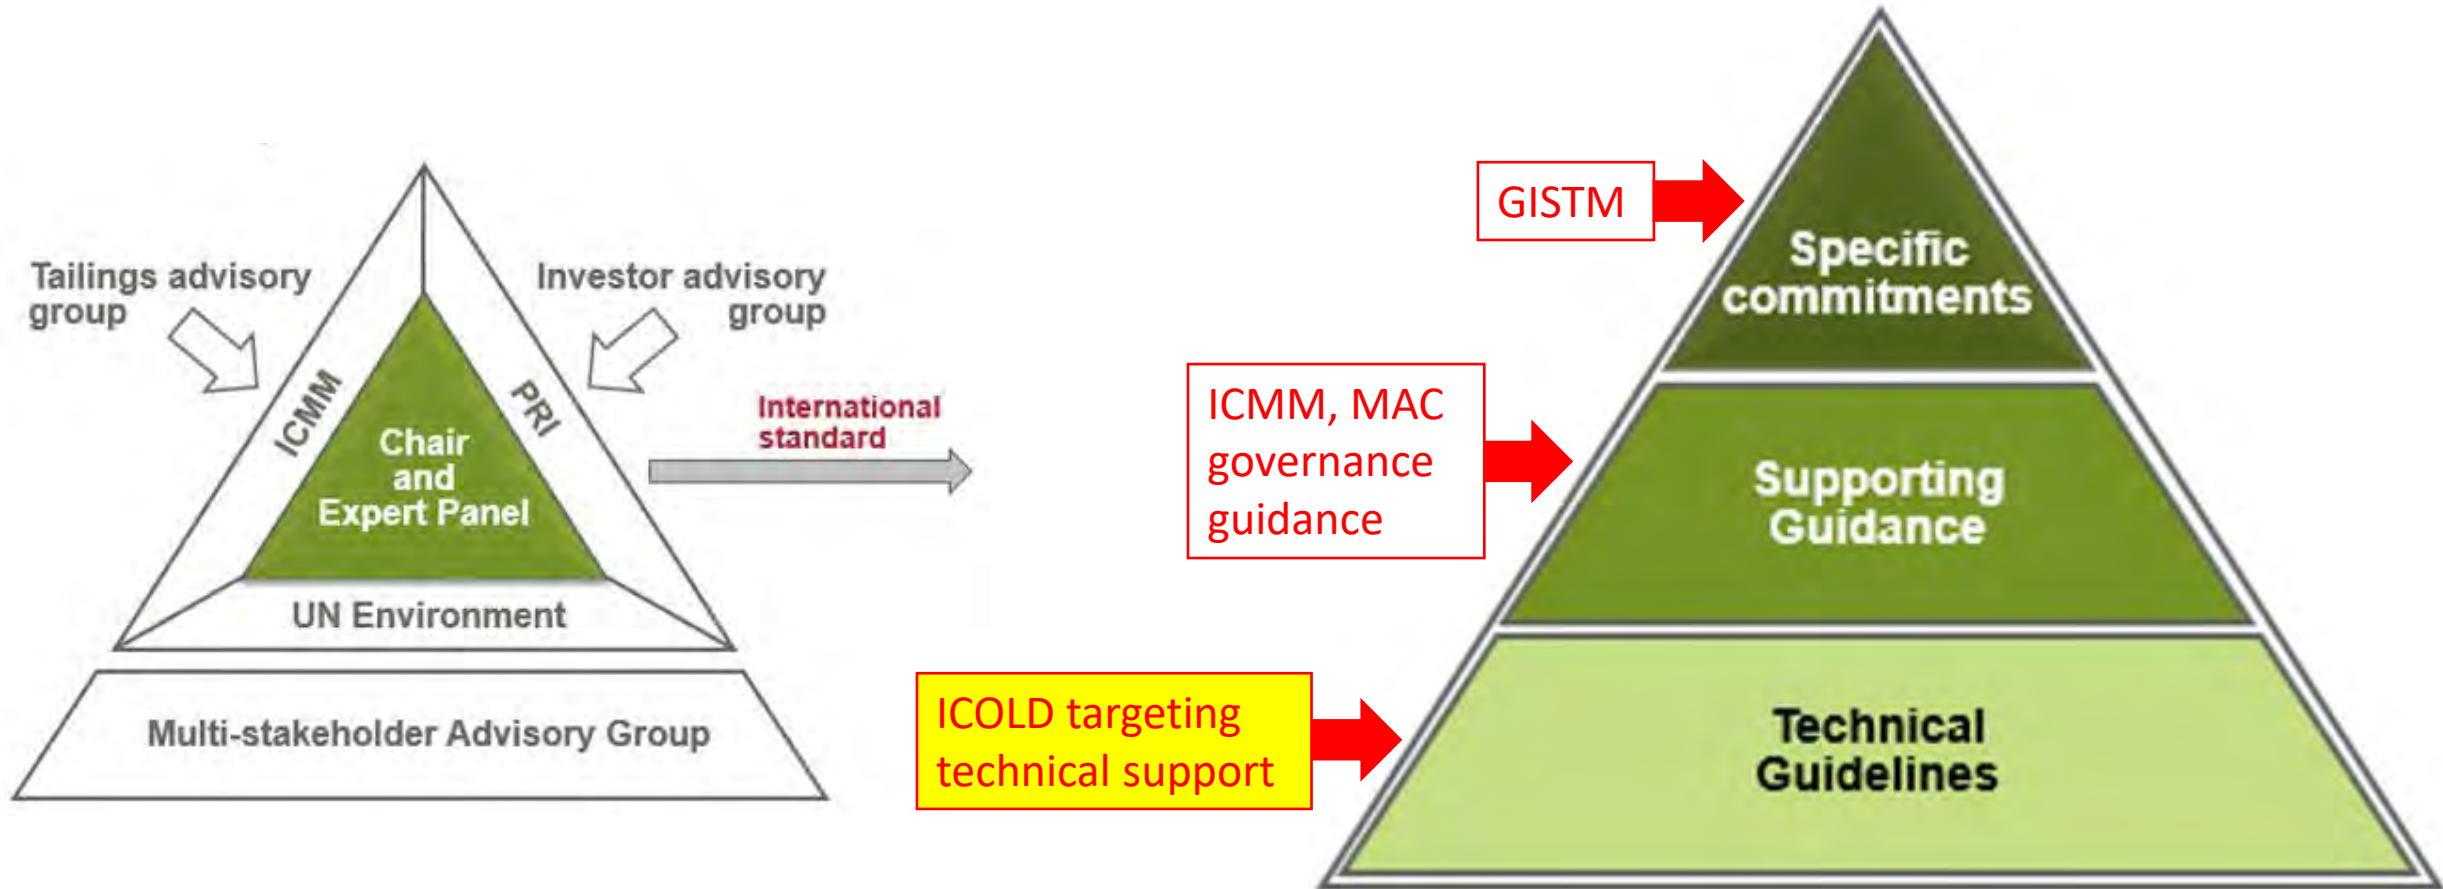 Tailings advisory
group
Investor advisory
group
ICMM
PRI
Chair
and
Expert Panel
UN Environment
Multi-stakeholder Advisory Group
International
standard
GISTM
Specific
commitments
ICMM, MAC
governance
guidance
Supporting
Guidance
ICOLD targeting
technical support
Technical
Guidelines